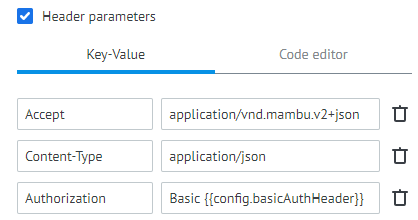 Header parameters
Key-Value
Code editor
Accept
application/vnd.mambu.v2+json
Content-Type
application/json
Authorization
Basic {{config.basicAuthHeader}}